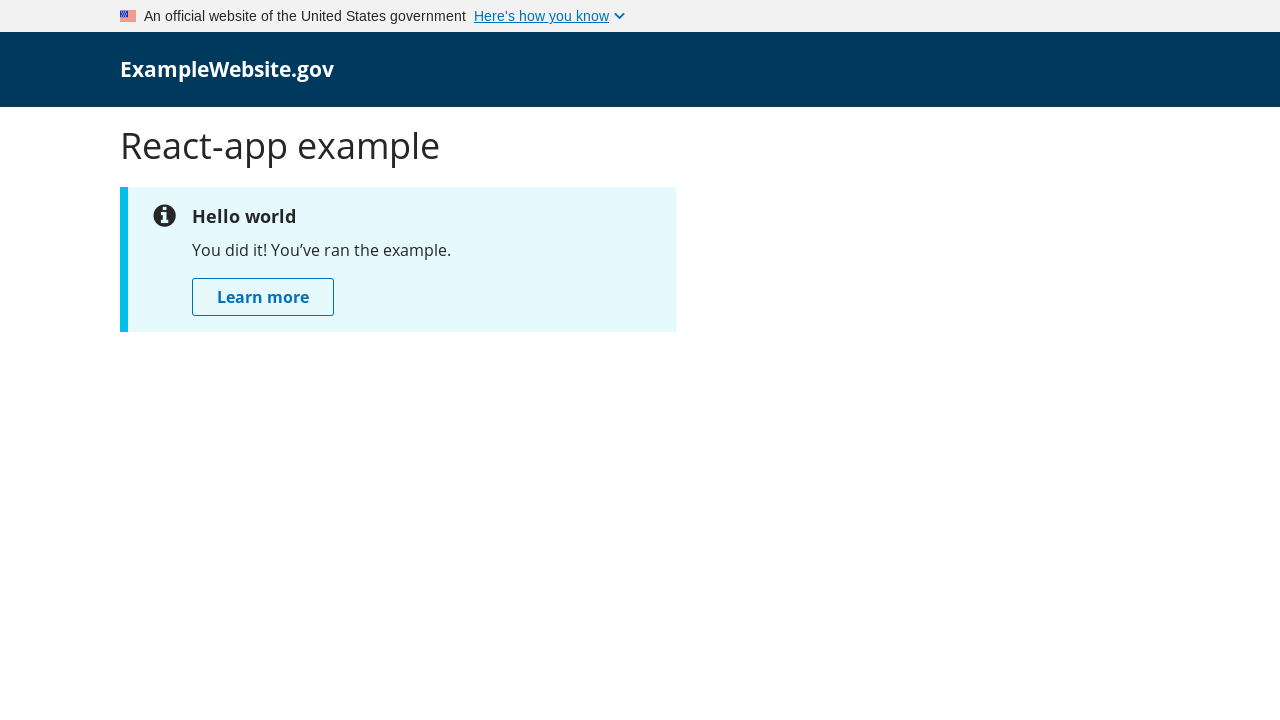 An official website of the United States government Here's how you know
ExampleWebsite.gov
React-app example
Hello world
You did it! You’ve ran the example.
Learn more